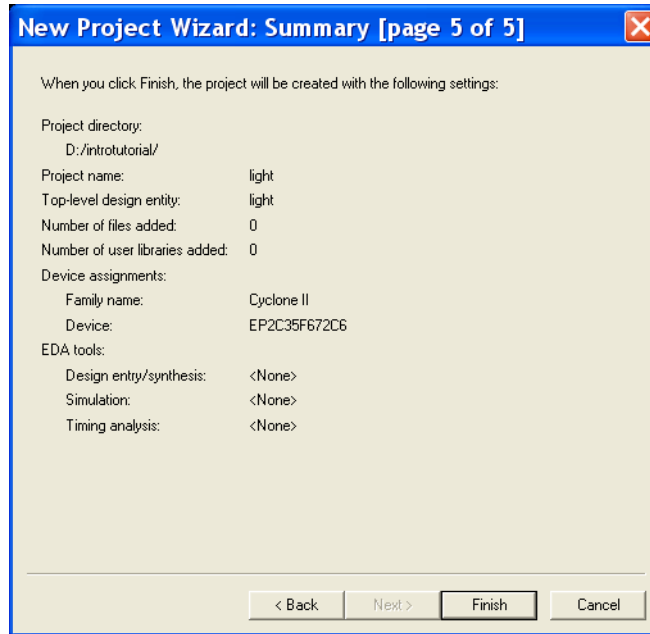 New Project Wizard: Summary [page 5 of 5]
When you click Finish, the project will be created with the following settings:
Project directory:
D:/introtutorial/
Project name: light
Top-level design entity: light
Number of files added: 0
Number of user libraries added: 0
Device assignments:
Family name: Cyclone II
Device: EP2C35F672C6
EDA tools:
Design entry/synthesis: <None>
Simulation: <None>
Timing analysis: <None>
< Back Next > Finish Cancel